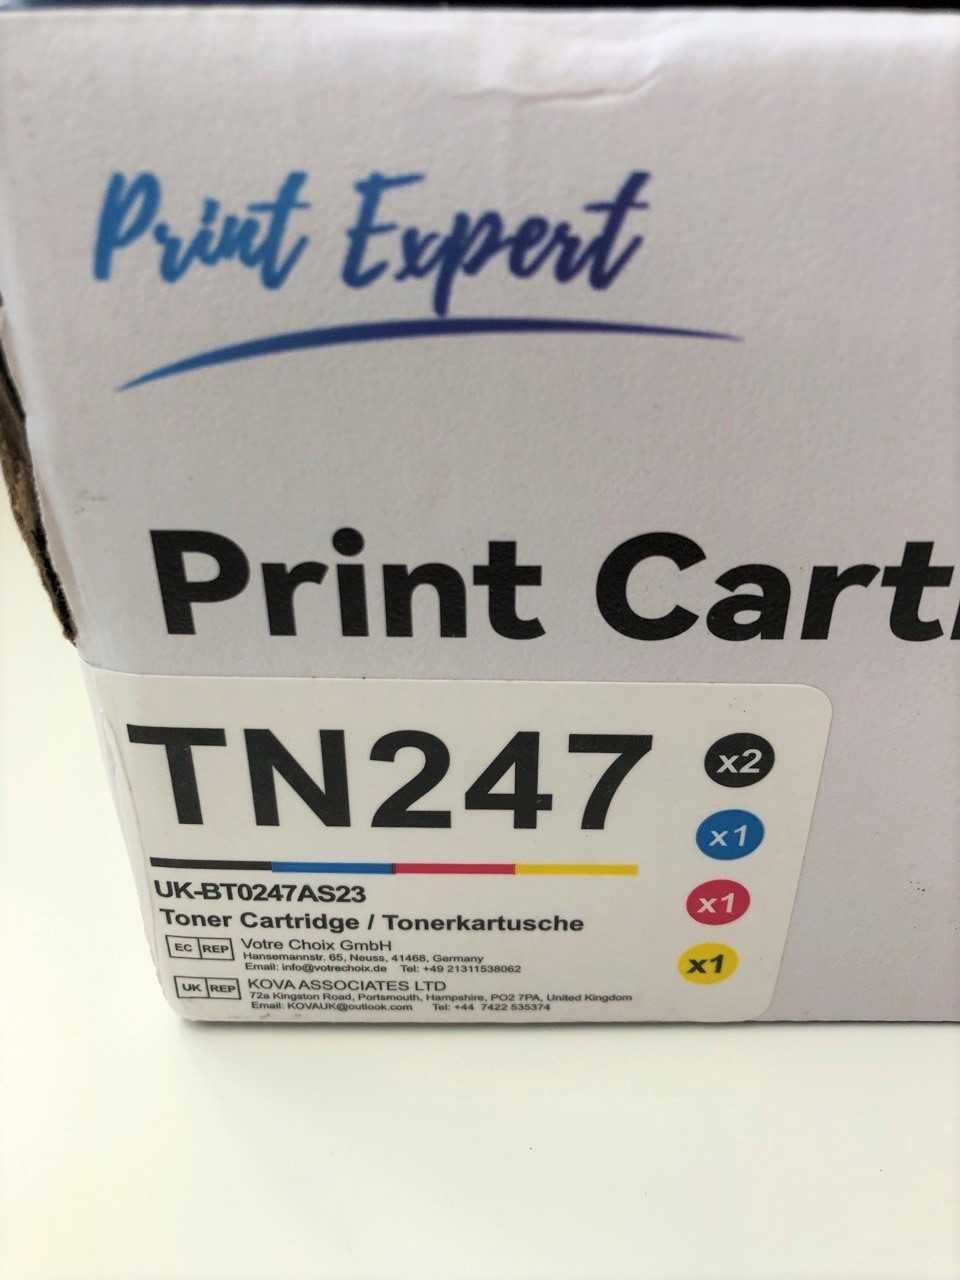 Print Expert
Print Cart
TN247
x2
x1
x1
x1
UK-BT0247AS23
Toner Cartridge / Tonerkartusche
EC REP Votre Choix GmbH
Hansemannstr. 65, Neuss, 41468, Germany
Email: info@votrechoix.de Tel: +49 21311538062
UK REP KOVA ASSOCIATES LTD
72a Kingston Road, Portsmouth, Hampshire, PO2 7PA, United Kingdom
Email: KOVAUK@outlook.com Tel: +44 7422 535374